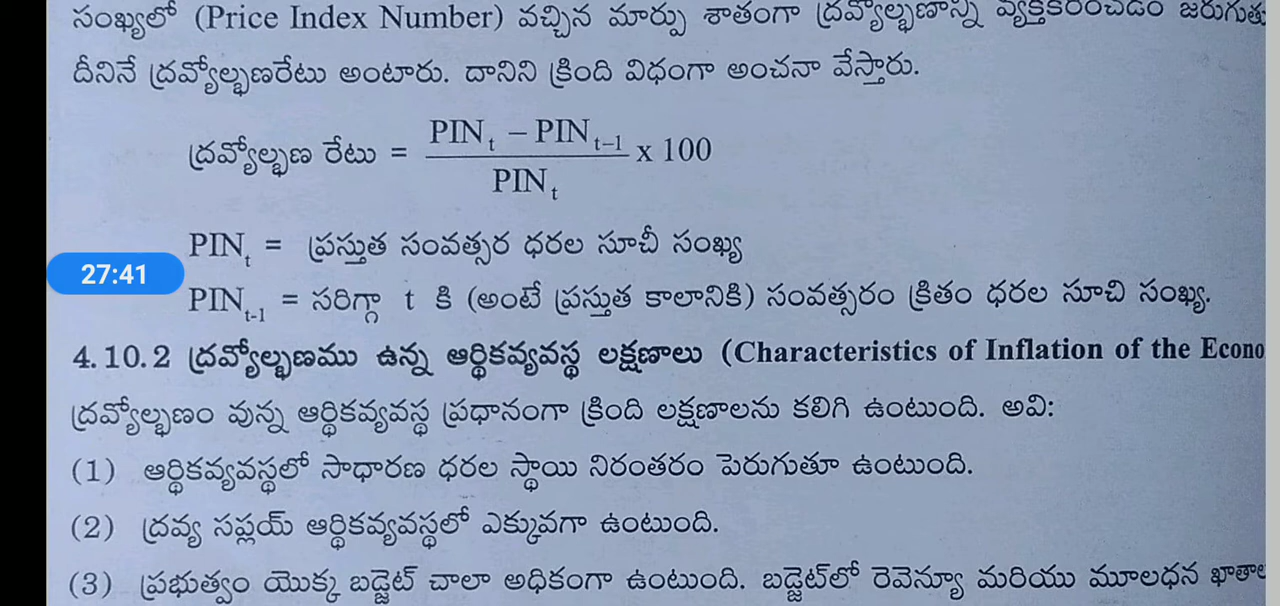 సంఖ్యలో (Price Index Number) వచ్చిన మార్పు శాతంగా ద్రవ్యోల్బణాన్ని వ్యక్తీకరించడం
దీనినే ద్రవ్యోల్బణరేటు అంటారు. దానిని క్రింది విధంగా అంచనా వేస్తారు.
ద్రవ్యోల్బణ రేటు = (PINt – PINt–1) / PINt x 100
PINt = ప్రస్తుత సంవత్సర ధరల సూచీ సంఖ్య
27:41
PINt-1 = సరిగ్గా t కి (అంటే ప్రస్తుత కాలానికి) సంవత్సరం క్రితం ధరల సూచి సంఖ్య.
4.10.2 ద్రవ్యోల్బణము ఉన్న ఆర్థికవ్యవస్థ లక్షణాలు (Characteristics of Inflation of the Econo
ద్రవ్యోల్బణం వున్న ఆర్థికవ్యవస్థ ప్రధానంగా క్రింది లక్షణాలను కలిగి ఉంటుంది. అవి:
(1) ఆర్థికవ్యవస్థలో సాధారణ ధరల స్థాయి నిరంతరం పెరుగుతూ ఉంటుంది.
(2) ద్రవ్య సప్లయ్ ఆర్థికవ్యవస్థలో ఎక్కువగా ఉంటుంది.
(3) ప్రభుత్వం యొక్క బడ్జెట్ చాలా అధికంగా ఉంటుంది. బడ్జెట్‌లో రెవెన్యూ మరియు మూలధన